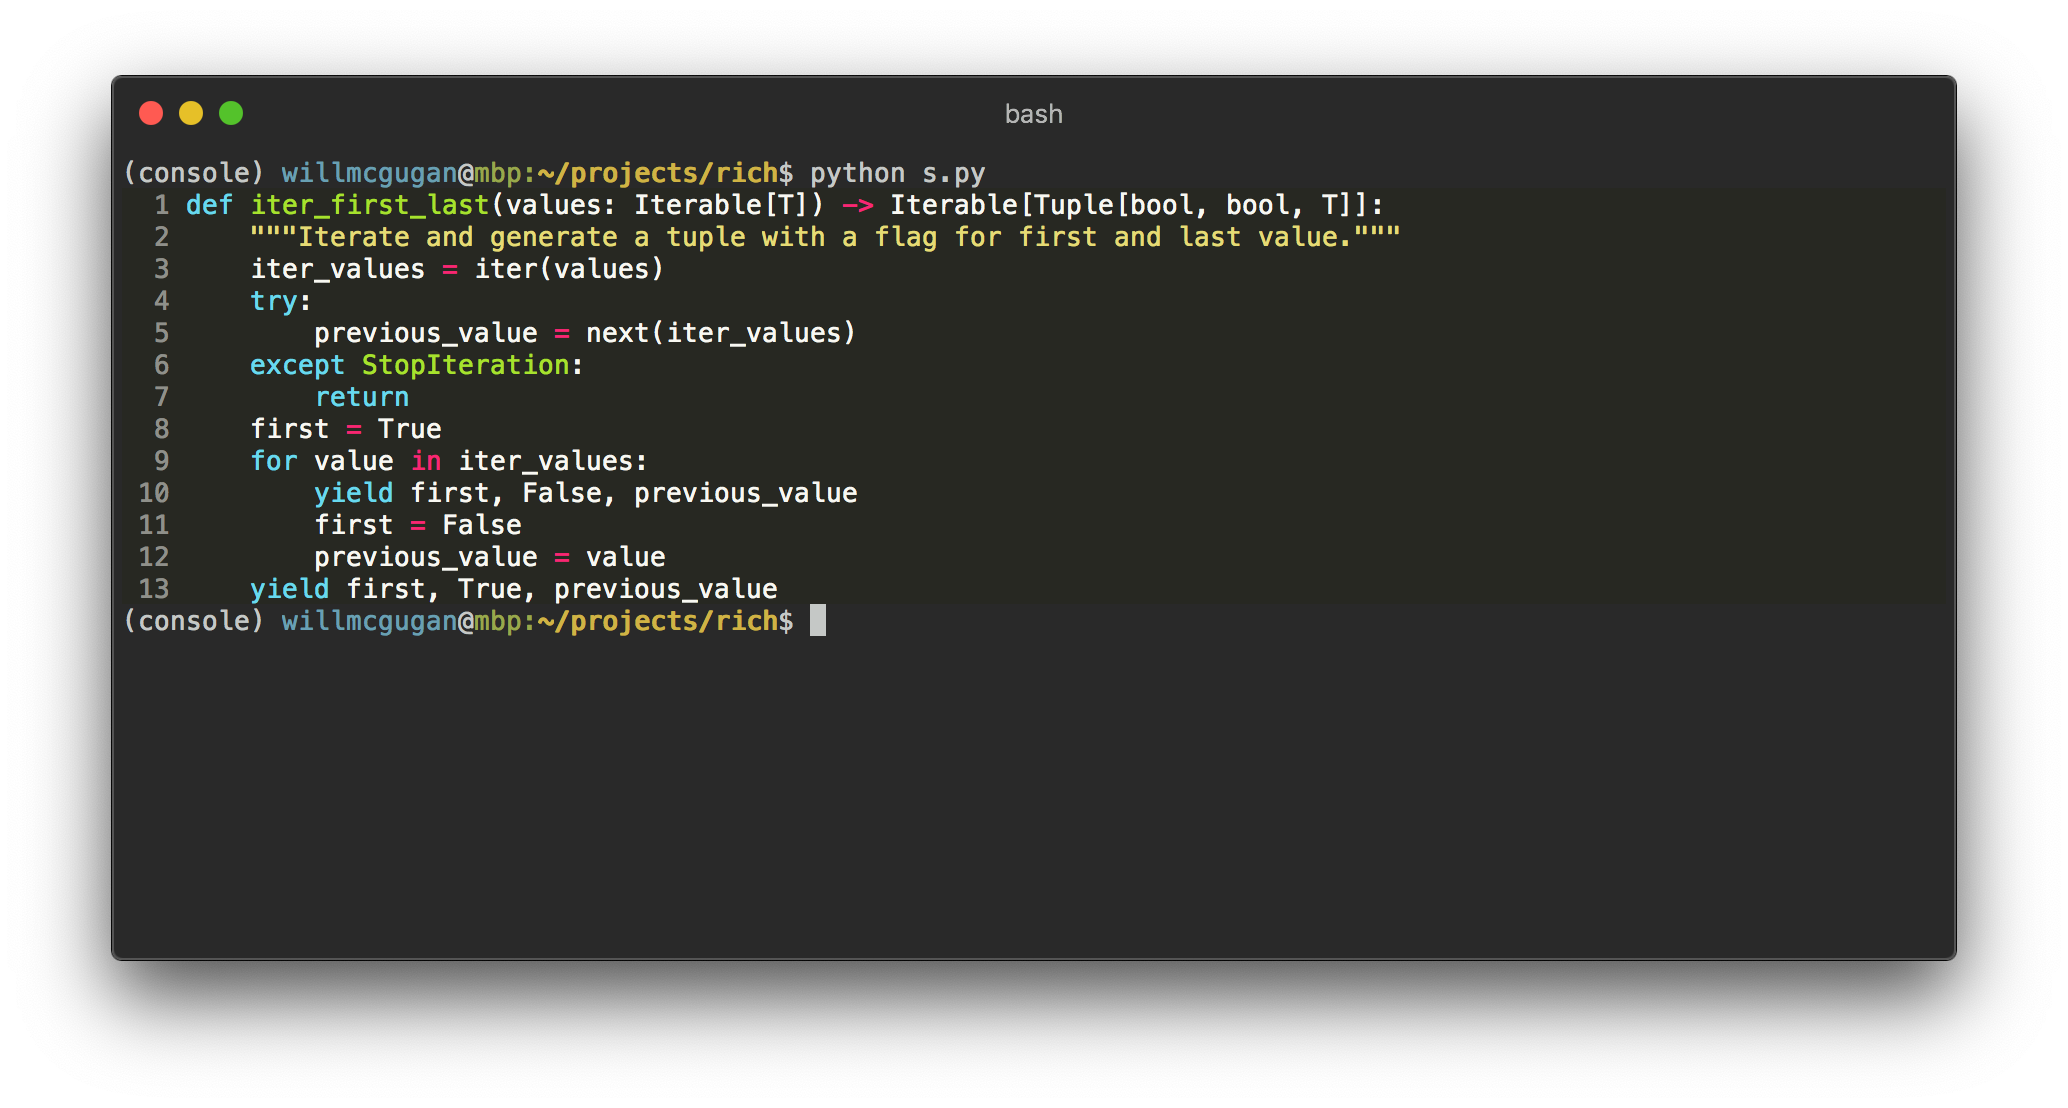 bash
(console) willmcgugan@mbp:~/projects/rich$ python s.py
  1 def iter_first_last(values: Iterable[T]) -> Iterable[Tuple[bool, bool, T]]:
  2     """Iterate and generate a tuple with a flag for first and last value."""
  3     iter_values = iter(values)
  4     try:
  5         previous_value = next(iter_values)
  6     except StopIteration:
  7         return
  8     first = True
  9     for value in iter_values:
 10         yield first, False, previous_value
 11         first = False
 12         previous_value = value
 13     yield first, True, previous_value
(console) willmcgugan@mbp:~/projects/rich$